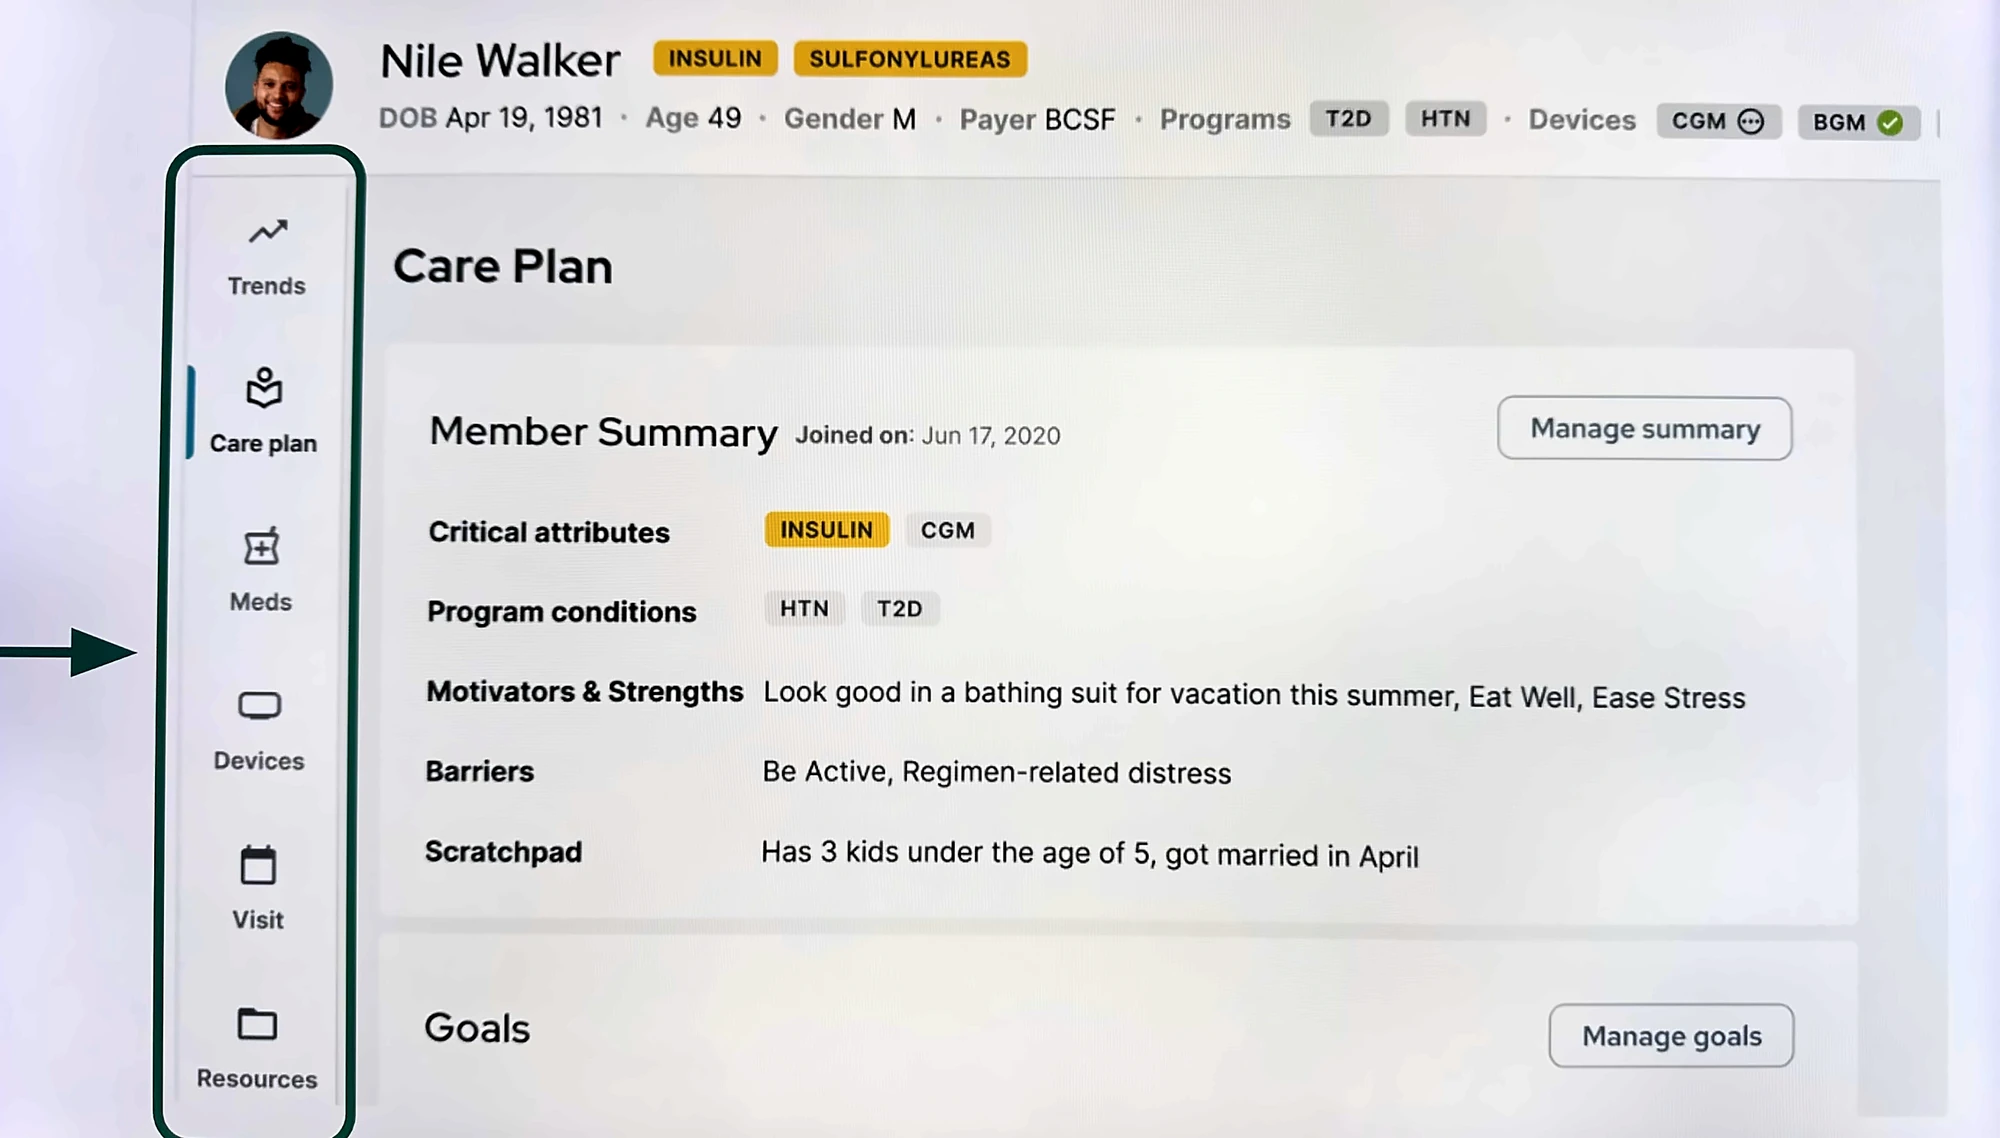 Nile Walker INSULIN SULFONYLUREAS
DOB Apr 19, 1981 · Age 49 · Gender M · Payer BCSF · Programs T2D HTN · Devices CGM BGM
Trends
Care plan
Meds
Devices
Visit
Resources
Care Plan
Member Summary Joined on: Jun 17, 2020 Manage summary
Critical attributes INSULIN CGM
Program conditions HTN T2D
Motivators & Strengths Look good in a bathing suit for vacation this summer, Eat Well, Ease Stress
Barriers Be Active, Regimen-related distress
Scratchpad Has 3 kids under the age of 5, got married in April
Goals Manage goals